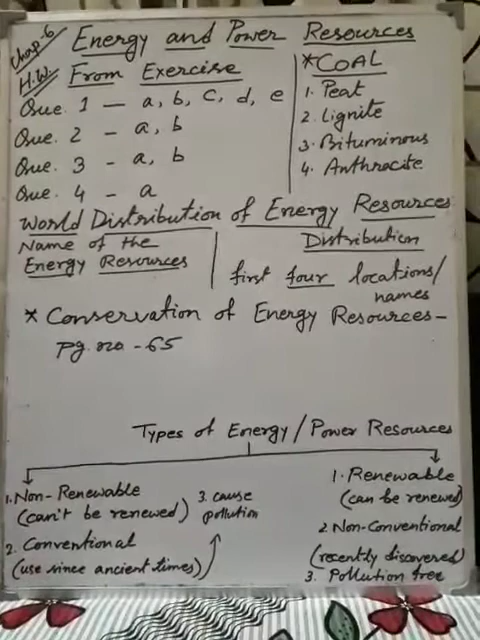 Chap. 6
Energy and Power Resources
H.W. From Exercise
Que. 1 — a, b, c, d, e
Que. 2 - a, b
Que. 3 - a, b
Que. 4 - a
*COAL
1. Peat
2. Lignite
3. Bituminous
4. Anthracite
World Distribution of Energy Resources
Name of the
Energy Resources
Distribution
first four locations/
names
* Conservation of Energy Resources-
Pg. no. - 65
Types of Energy/Power Resources
1. Non-Renewable
(can't be renewed)
2. Conventional
(use since ancient times)
3. cause
pollution
1. Renewable
(can be renewed)
2 Non-Conventional
(recently discovered)
3. Pollution free